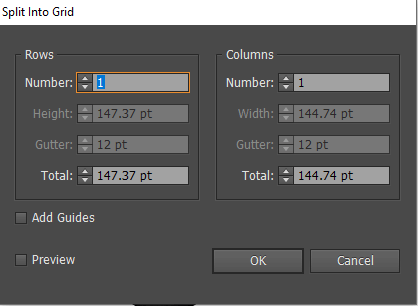 Split Into Grid
Rows
Columns
Number: 1
Number: 1
Height: 147.37 pt
Width: 144.74 pt
Gutter: 12 pt
Gutter: 12 pt
Total: 147.37 pt
Total: 144.74 pt
Add Guides
Preview
OK
Cancel